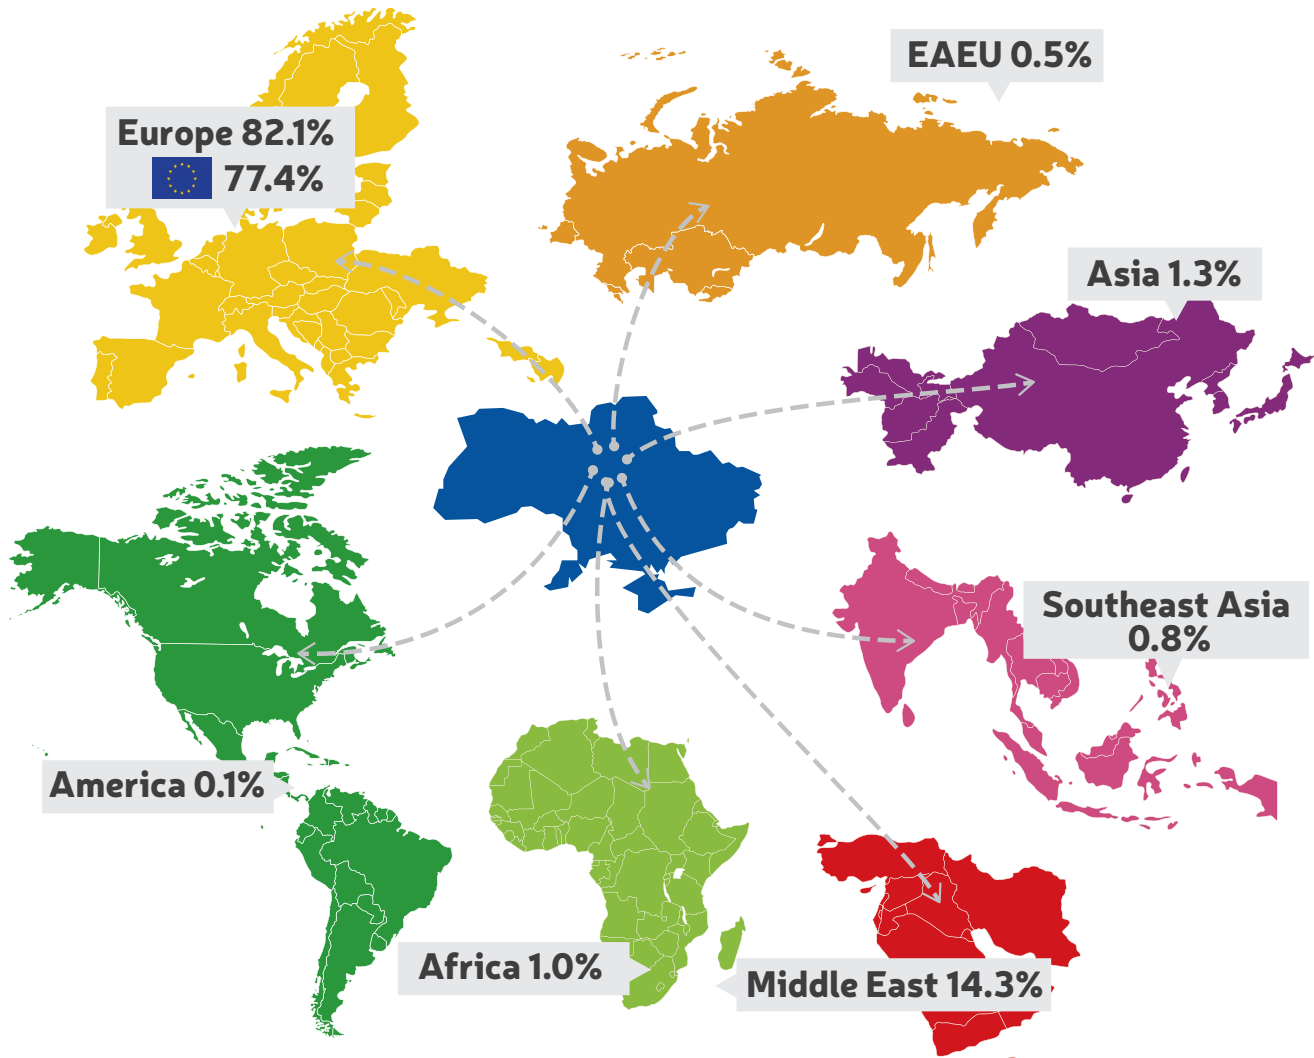 EAEU 0.5%
Europe 82.1%
77.4%
Asia 1.3%
Southeast Asia
0.8%
America 0.1%
Africa 1.0%
Middle East 14.3%